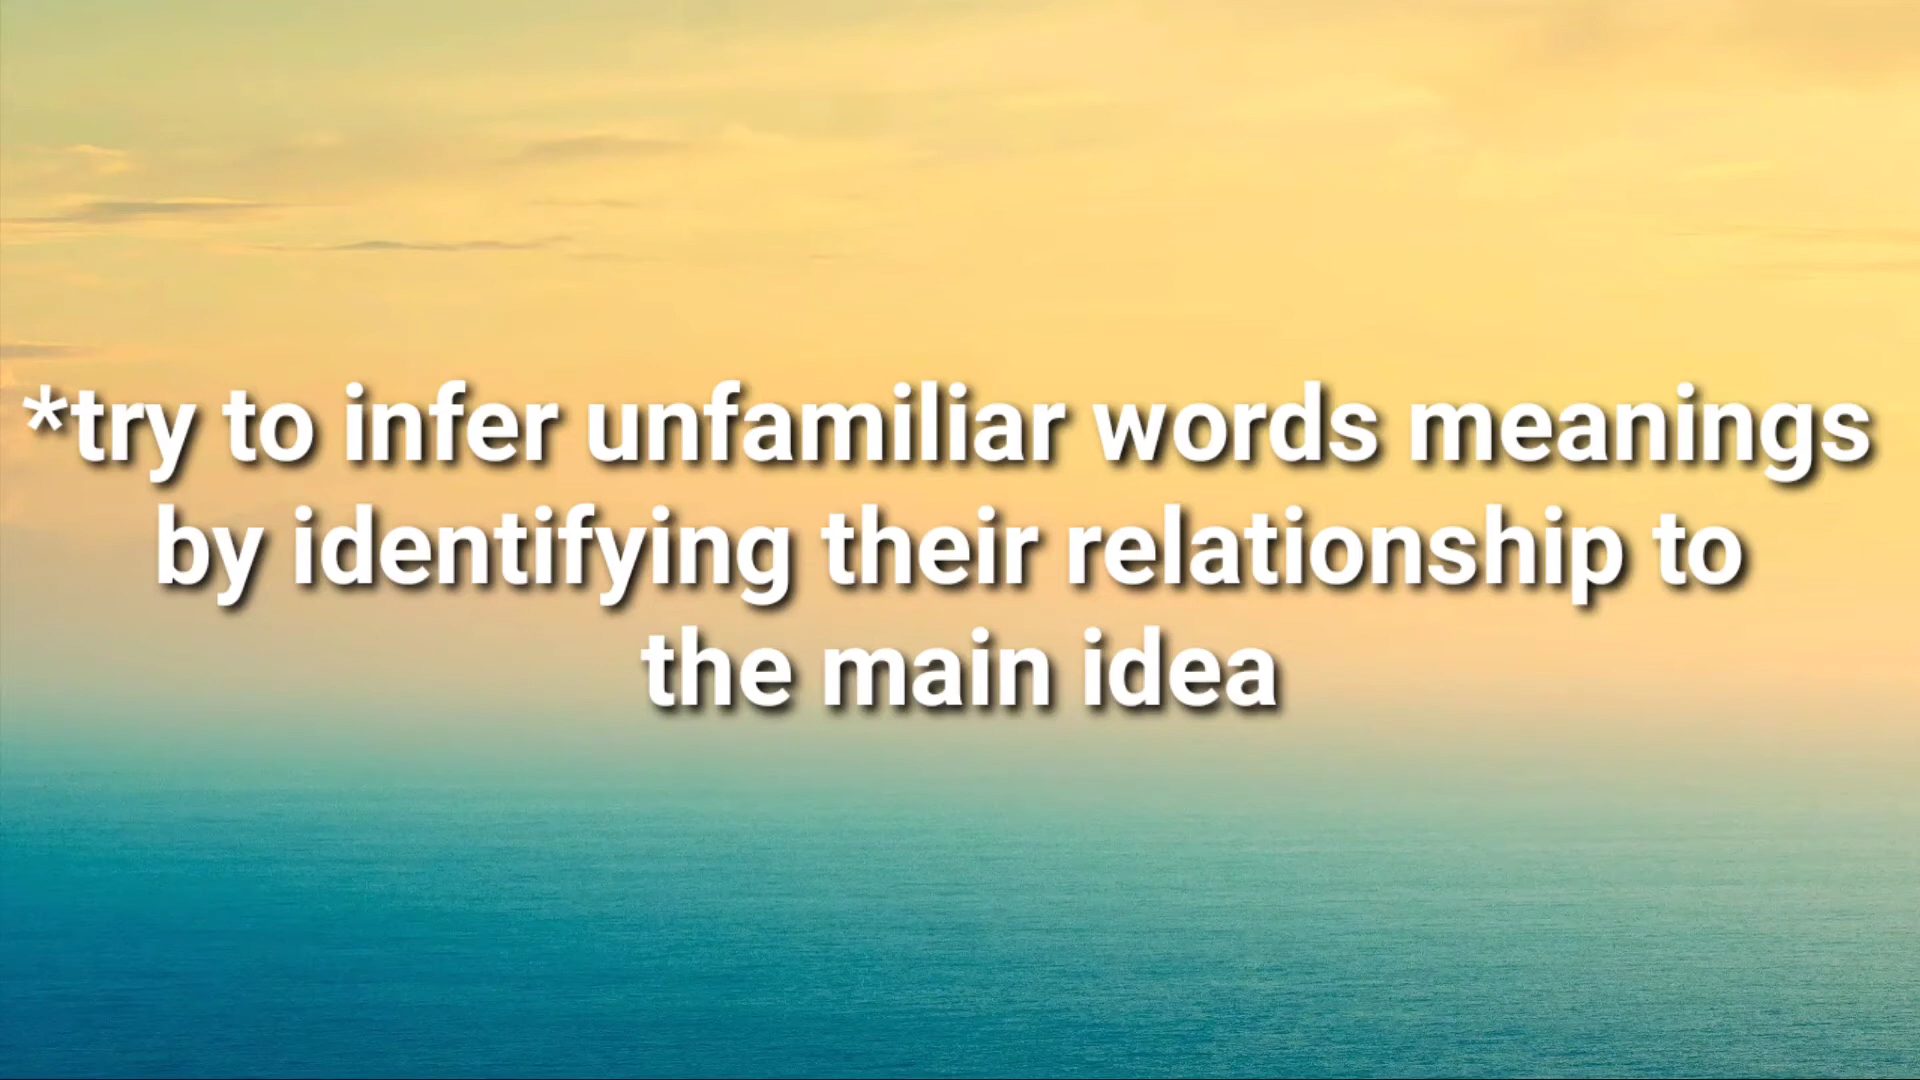 *try to infer unfamiliar words meanings
by identifying their relationship to
the main idea